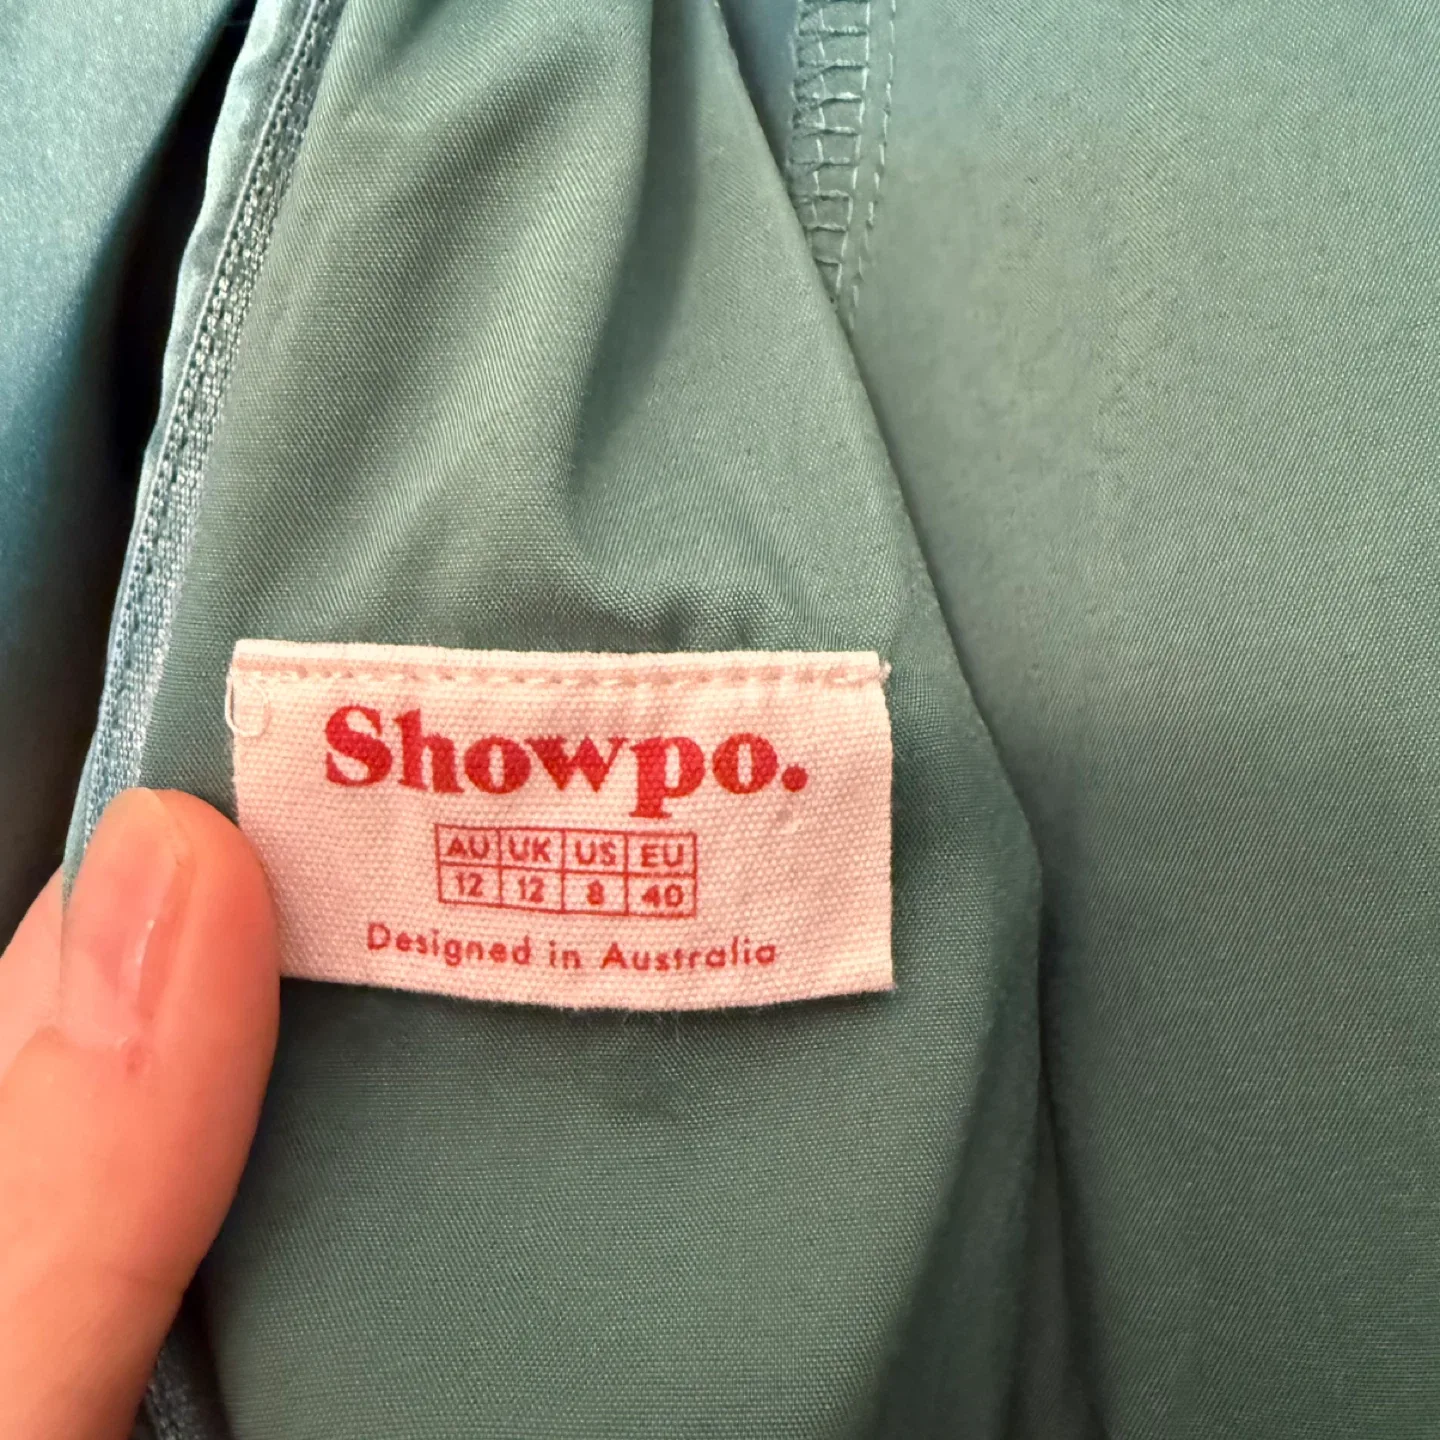 Showpo.
AU UK US EU
12 12 8 40
Designed in Australia